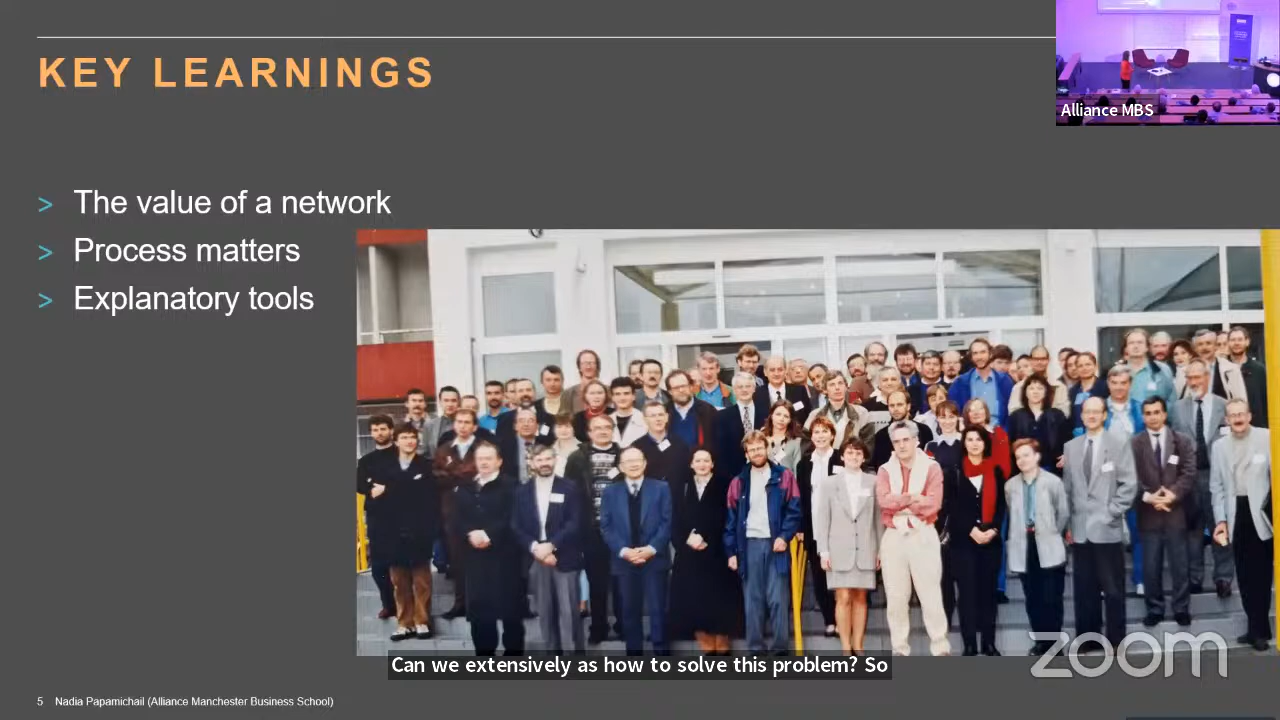 KEY LEARNINGS
Alliance MBS
> The value of a network
> Process matters
> Explanatory tools
Can we extensively as how to solve this problem? So
zoom
5 Nadia Papamichail (Alliance Manchester Business School)